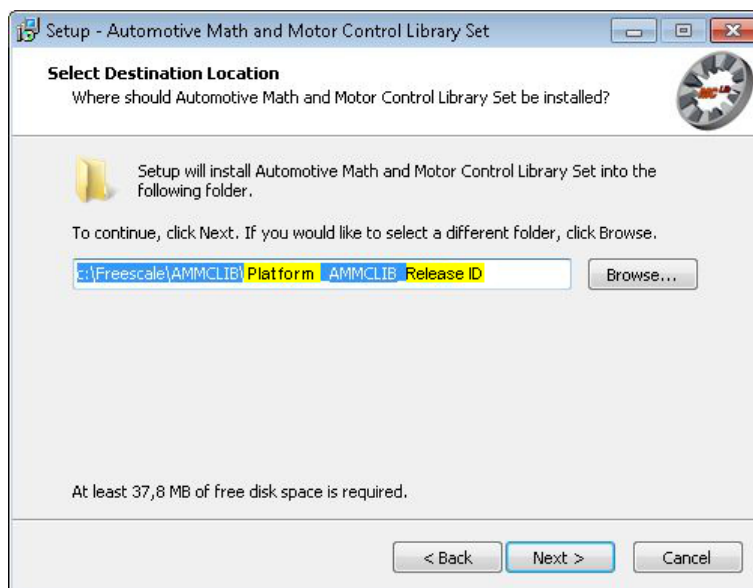 Setup - Automotive Math and Motor Control Library Set
Select Destination Location
Where should Automotive Math and Motor Control Library Set be installed?
MC Lib
Setup will install Automotive Math and Motor Control Library Set into the
following folder.
To continue, click Next. If you would like to select a different folder, click Browse.
c:\Freescale\AMMCLIB\Platform_AMMCLIB_Release ID
Browse...
At least 37,8 MB of free disk space is required.
< Back
Next >
Cancel